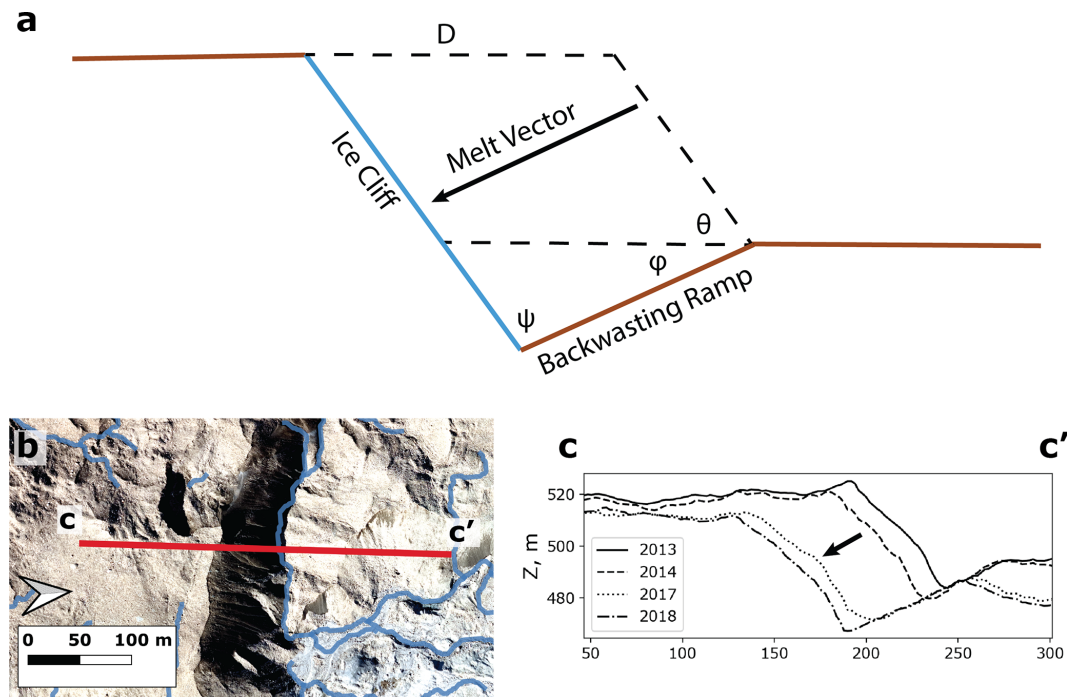 a
D
Ice Cliff
Melt Vector
θ
φ
ψ
Backwasting Ramp
b
c
c′
0 50 100 m
c
c’
Z, m
520
500
480
2013
2014
2017
2018
50 100 150 200 250 300